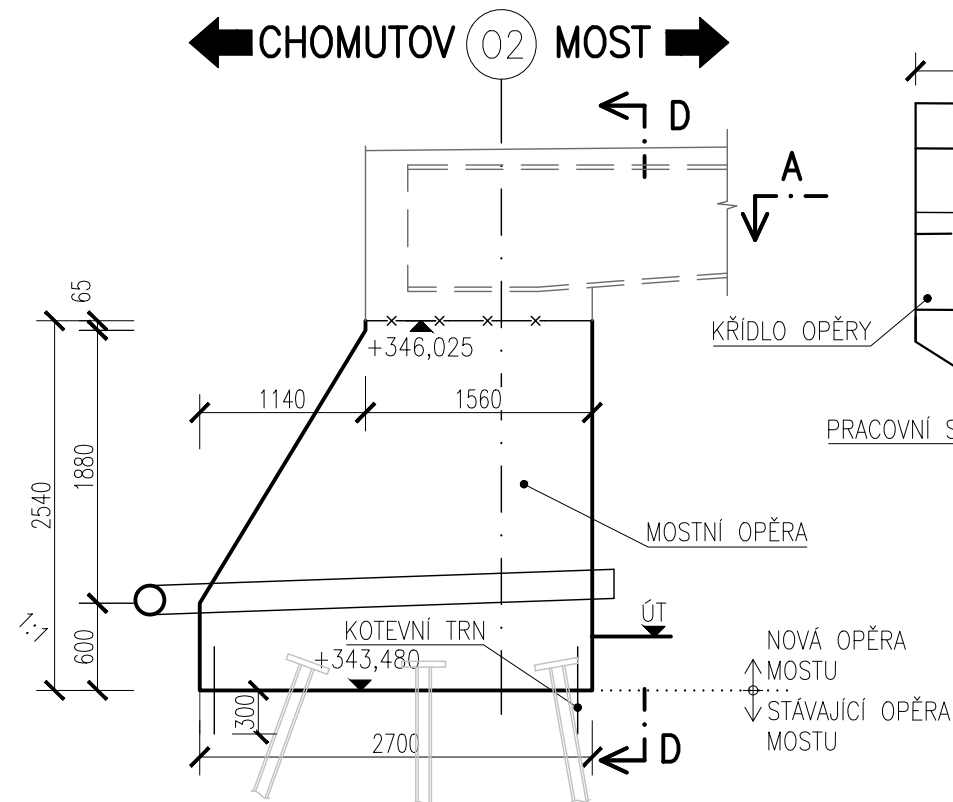 CHOMUTOV 02 MOST
D
A
65
+346,025
KŘÍDLO OPĚRY
1140 1560
PRACOVNÍ S
1880
2540
MOSTNÍ OPĚRA
1:1
600
KOTEVNÍ TRN
ÚT
+343,480
NOVÁ OPĚRA
MOSTU
300
STÁVAJÍCÍ OPĚRA
MOSTU
2700
D